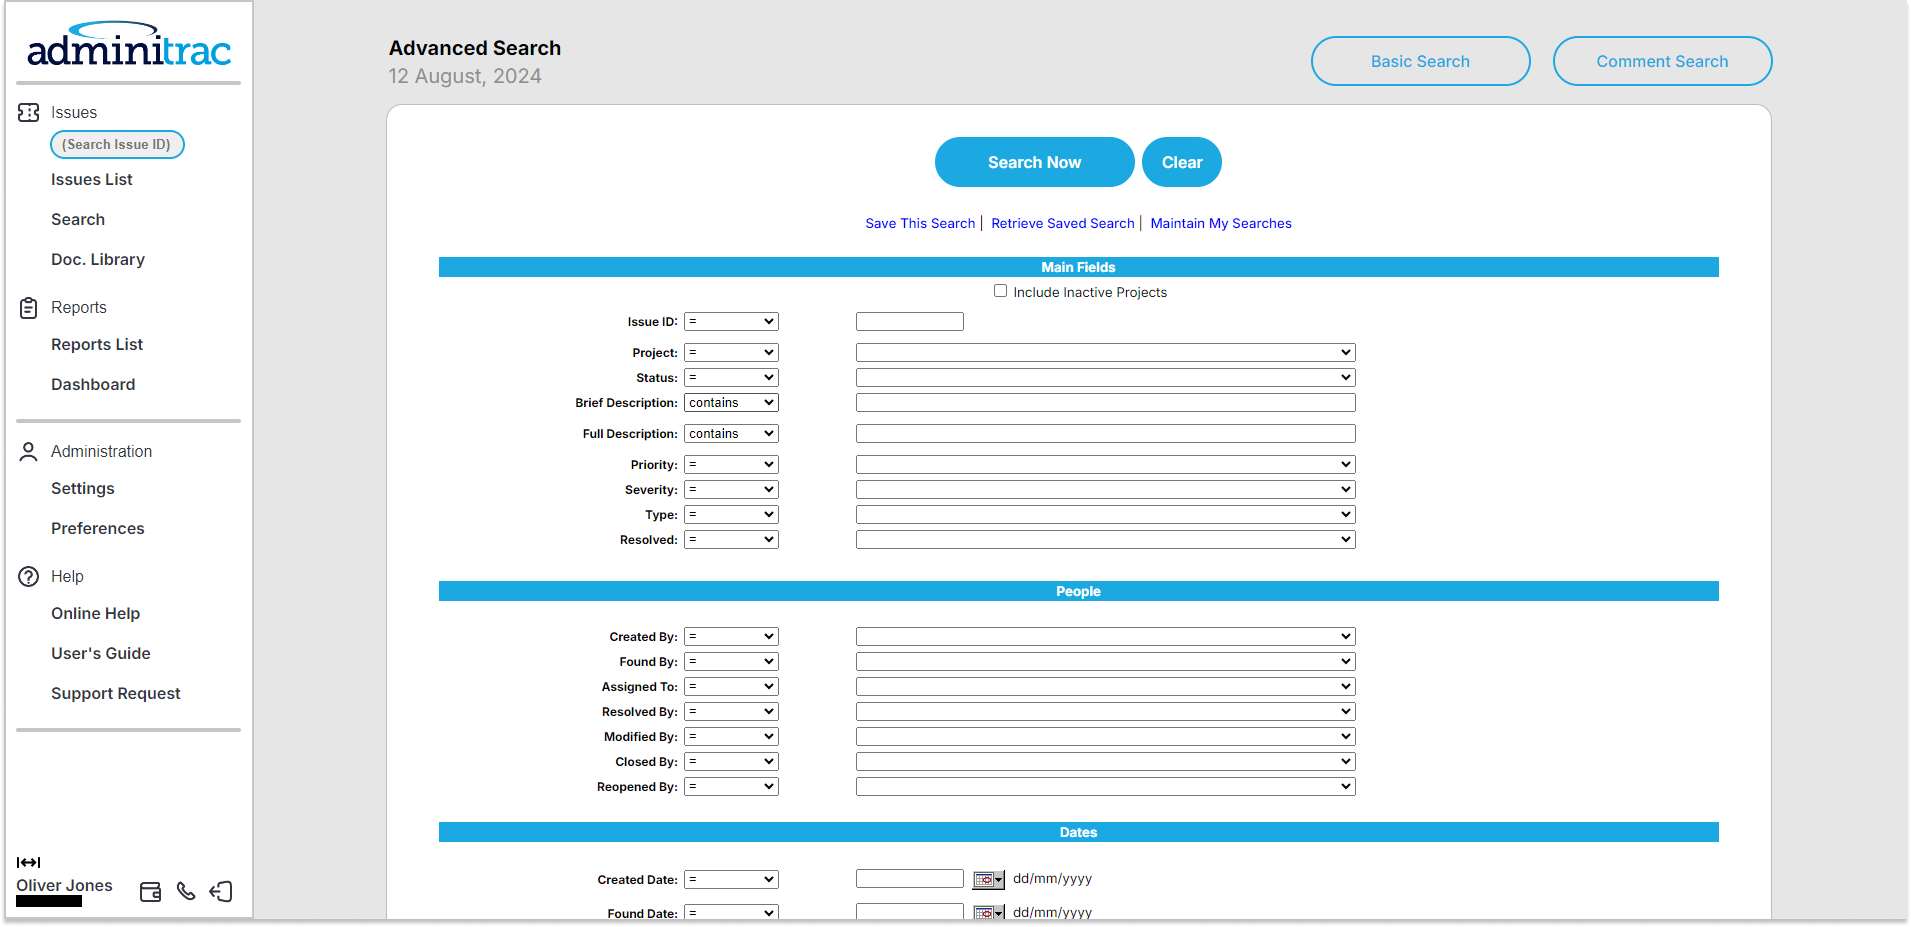 adminitrac
Issues
(Search Issue ID)
Issues List
Search
Doc. Library
Reports
Reports List
Dashboard
Administration
Settings
Preferences
Help
Online Help
User's Guide
Support Request
Oliver Jones
Advanced Search
12 August, 2024
Basic Search
Comment Search
Search Now
Clear
Save This Search | Retrieve Saved Search | Maintain My Searches
Main Fields
Include Inactive Projects
Issue ID: =
Project: =
Status: =
Brief Description: contains
Full Description: contains
Priority: =
Severity: =
Type: =
Resolved: =
People
Created By: =
Found By: =
Assigned To: =
Resolved By: =
Modified By: =
Closed By: =
Reopened By: =
Dates
Created Date: = dd/mm/yyyy
Found Date: = dd/mm/yyyy